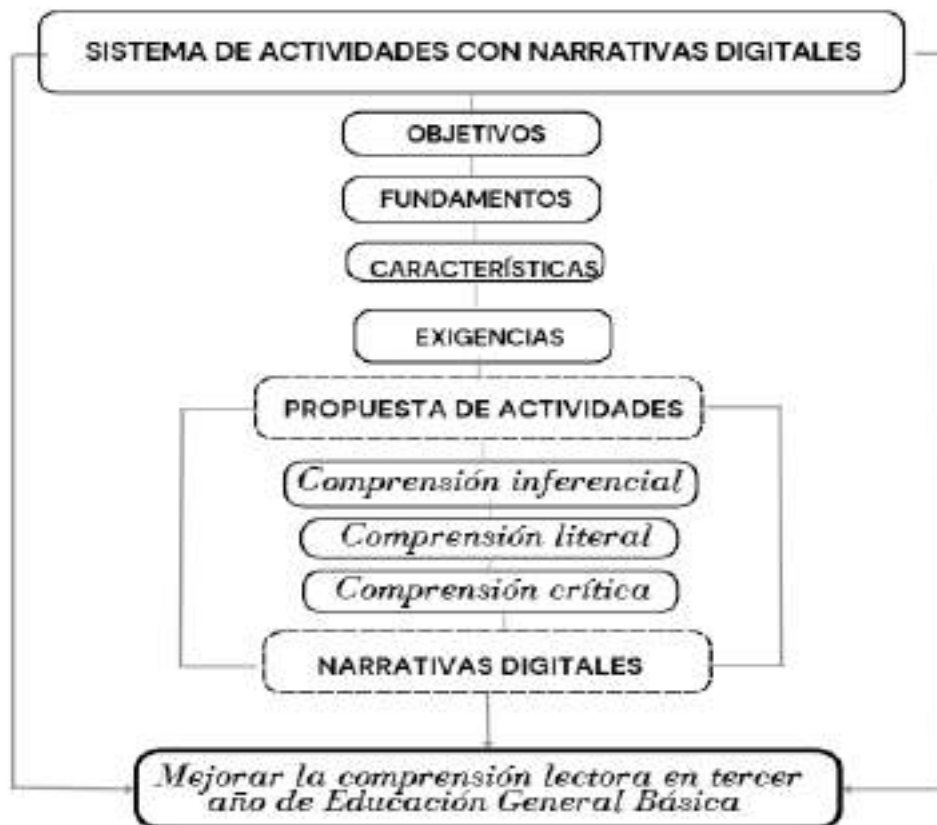 SISTEMA DE ACTIVIDADES CON NARRATIVAS DIGITALES
OBJETIVOS
FUNDAMENTOS
CARACTERÍSTICAS
EXIGENCIAS
PROPUESTA DE ACTIVIDADES
Comprensión inferencial
Comprensión literal
Comprensión crítica
NARRATIVAS DIGITALES
Mejorar la comprensión lectora en tercer
año de Educación General Básica